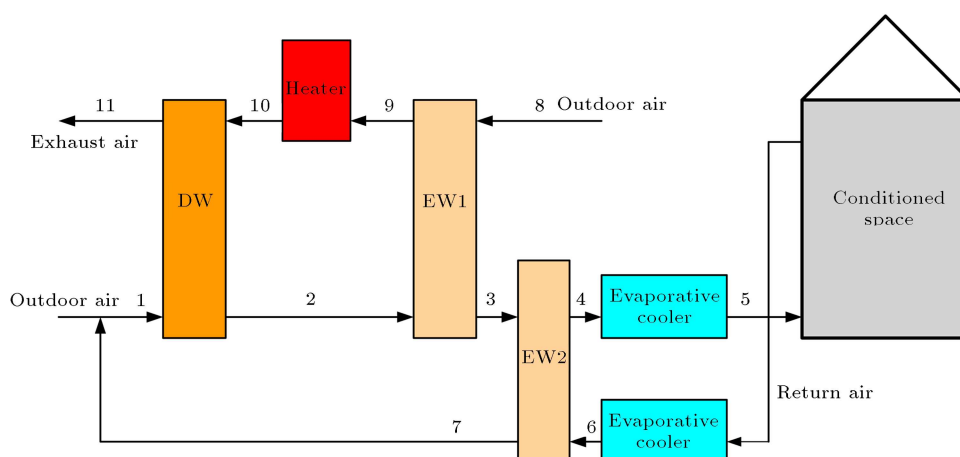 11
10
Heater
9
8
Outdoor air
Exhaust air
DW
EW1
Conditioned
space
Outdoor air
1
2
3
4
Evaporative
cooler
5
EW2
Return air
7
6
Evaporative
cooler